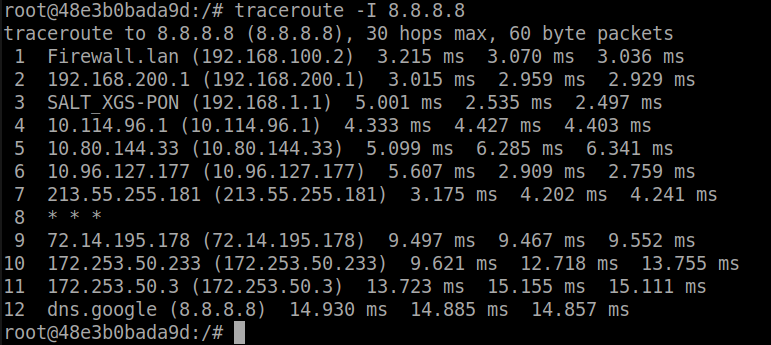 root@48e3b0bada9d:/# traceroute -I 8.8.8.8
traceroute to 8.8.8.8 (8.8.8.8), 30 hops max, 60 byte packets
 1  Firewall.lan (192.168.100.2)  3.215 ms  3.070 ms  3.036 ms
 2  192.168.200.1 (192.168.200.1)  3.015 ms  2.959 ms  2.929 ms
 3  SALT_XGS-PON (192.168.1.1)  5.001 ms  2.535 ms  2.497 ms
 4  10.114.96.1 (10.114.96.1)  4.333 ms  4.427 ms  4.403 ms
 5  10.80.144.33 (10.80.144.33)  5.099 ms  6.285 ms  6.341 ms
 6  10.96.127.177 (10.96.127.177)  5.607 ms  2.909 ms  2.759 ms
 7  213.55.255.181 (213.55.255.181)  3.175 ms  4.202 ms  4.241 ms
 8  * * *
 9  72.14.195.178 (72.14.195.178)  9.497 ms  9.467 ms  9.552 ms
10  172.253.50.233 (172.253.50.233)  9.621 ms  12.718 ms  13.755 ms
11  172.253.50.3 (172.253.50.3)  13.723 ms  15.155 ms  15.111 ms
12  dns.google (8.8.8.8)  14.930 ms  14.885 ms  14.857 ms
root@48e3b0bada9d:/#